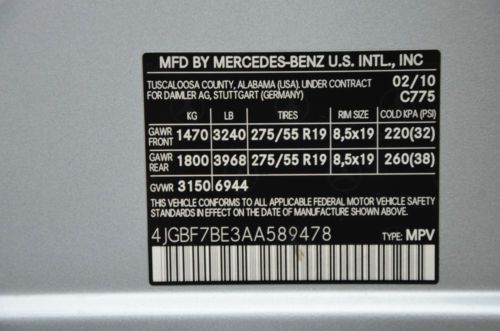 MFD BY MERCEDES-BENZ U.S. INTL., INC
TUSCALOOSA COUNTY, ALABAMA (USA). UNDER CONTRACT 02/10
FOR DAIMLER AG, STUTTGART (GERMANY) C775
KG LB TIRES RIM SIZE COLD KPA (PSI)
GAWR FRONT 1470 3240 275/55 R19 8,5x19 220(32)
GAWR REAR 1800 3968 275/55 R19 8,5x19 260(38)
GVWR 3150 6944
THIS VEHICLE CONFORMS TO ALL APPLICABLE FEDERAL MOTOR VEHICLE SAFETY
STANDARDS IN EFFECT ON THE DATE OF MANUFACTURE SHOWN ABOVE
4JGBF7BE3AA589478 TYPE: MPV